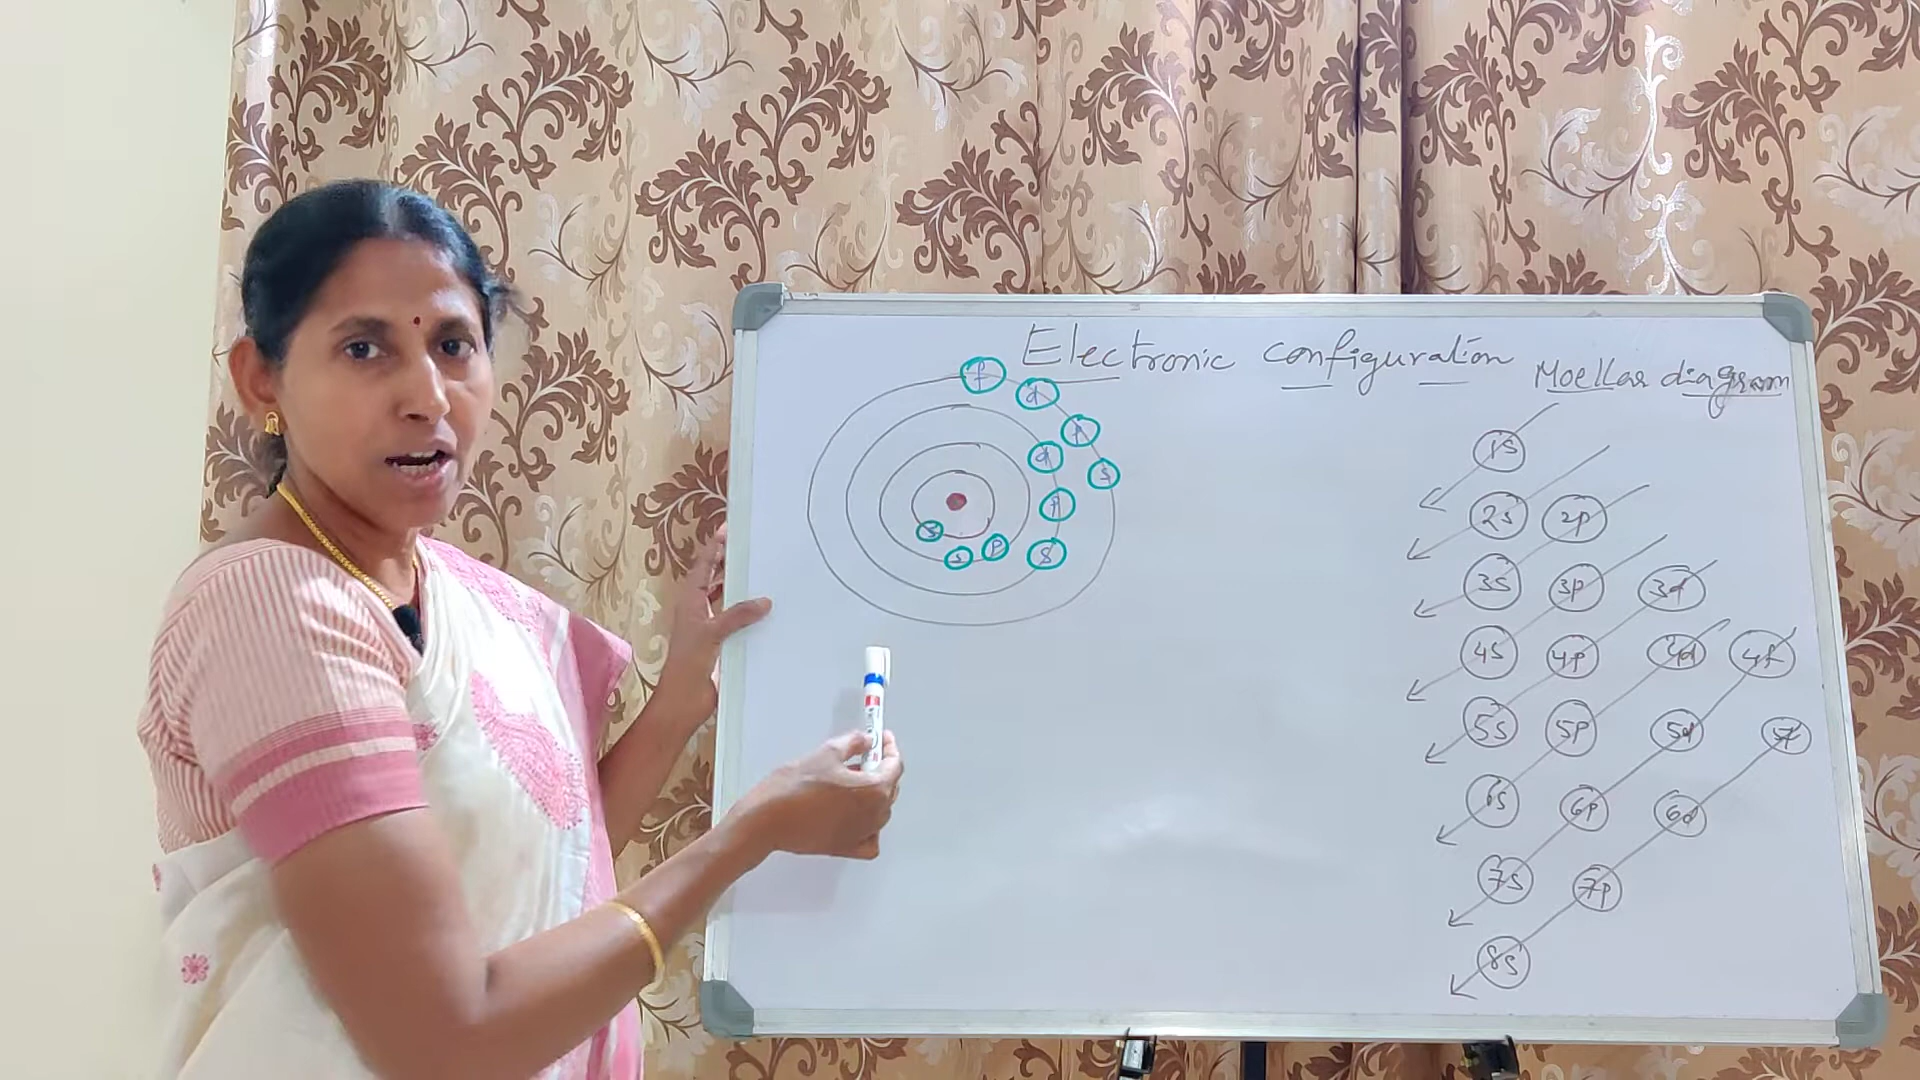 Electronic configuration
Moellar diagram
f
d
p
d
s
p
s
p
s
s
1s
2s 2p
3s 3p 3d
4s 4p 4d 4f
5s 5p 5d 5f
6s 6p 6d
7s 7p
8s